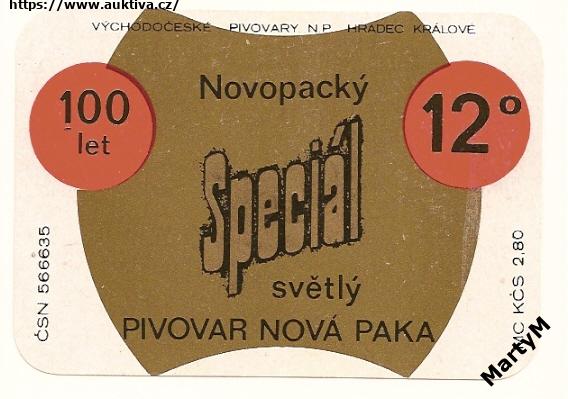 https://www.auktiva.cz/
VÝCHODOČESKÉ PIVOVARY N.P. HRADEC KRÁLOVÉ
100
let
Novopacký
12°
Speciál
světlý
PIVOVAR NOVÁ PAKA
ČSN 566635
MC KČS 2,80
MartyM